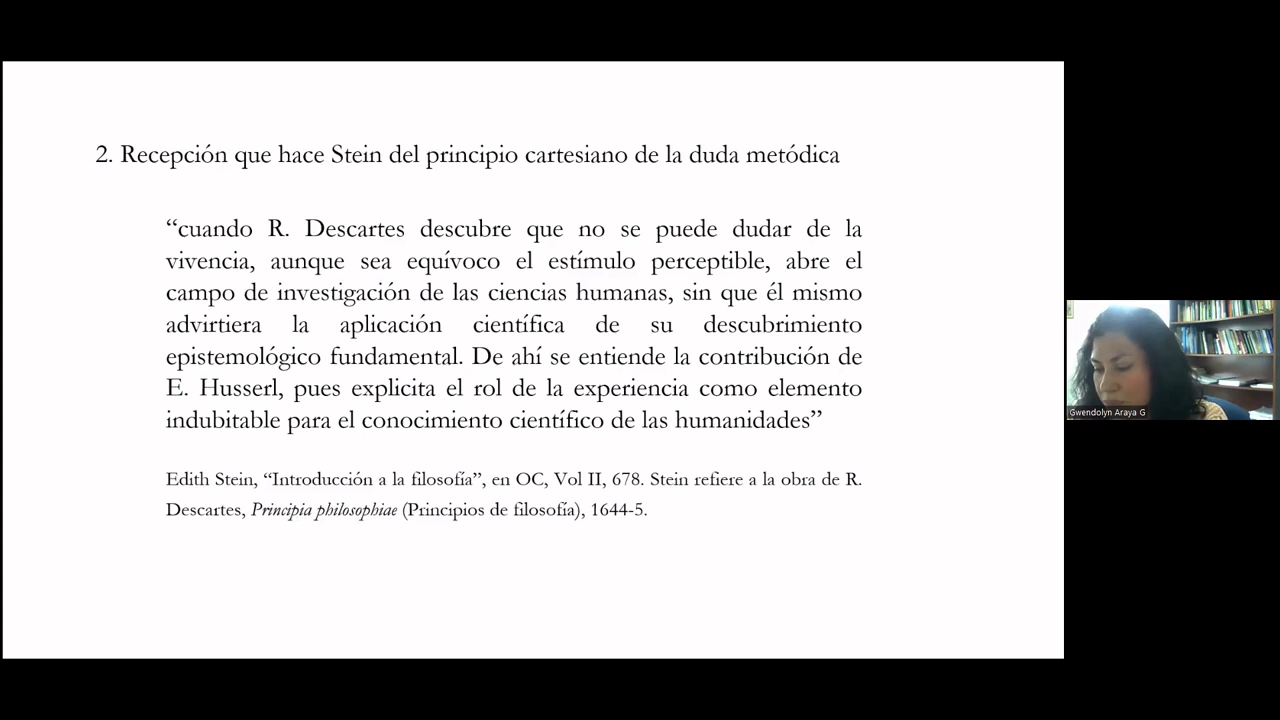 2. Recepción que hace Stein del principio cartesiano de la duda metódica
“cuando R. Descartes descubre que no se puede dudar de la
vivencia, aunque sea equívoco el estímulo perceptible, abre el
campo de investigación de las ciencias humanas, sin que él mismo
advirtiera la aplicación científica de su descubrimiento
epistemológico fundamental. De ahí se entiende la contribución de
E. Husserl, pues explicita el rol de la experiencia como elemento
indubitable para el conocimiento científico de las humanidades”
Edith Stein, “Introducción a la filosofía”, en OC, Vol II, 678. Stein refiere a la obra de R.
Descartes, Principia philosophiae (Principios de filosofía), 1644-5.
Gwendolyn Araya G